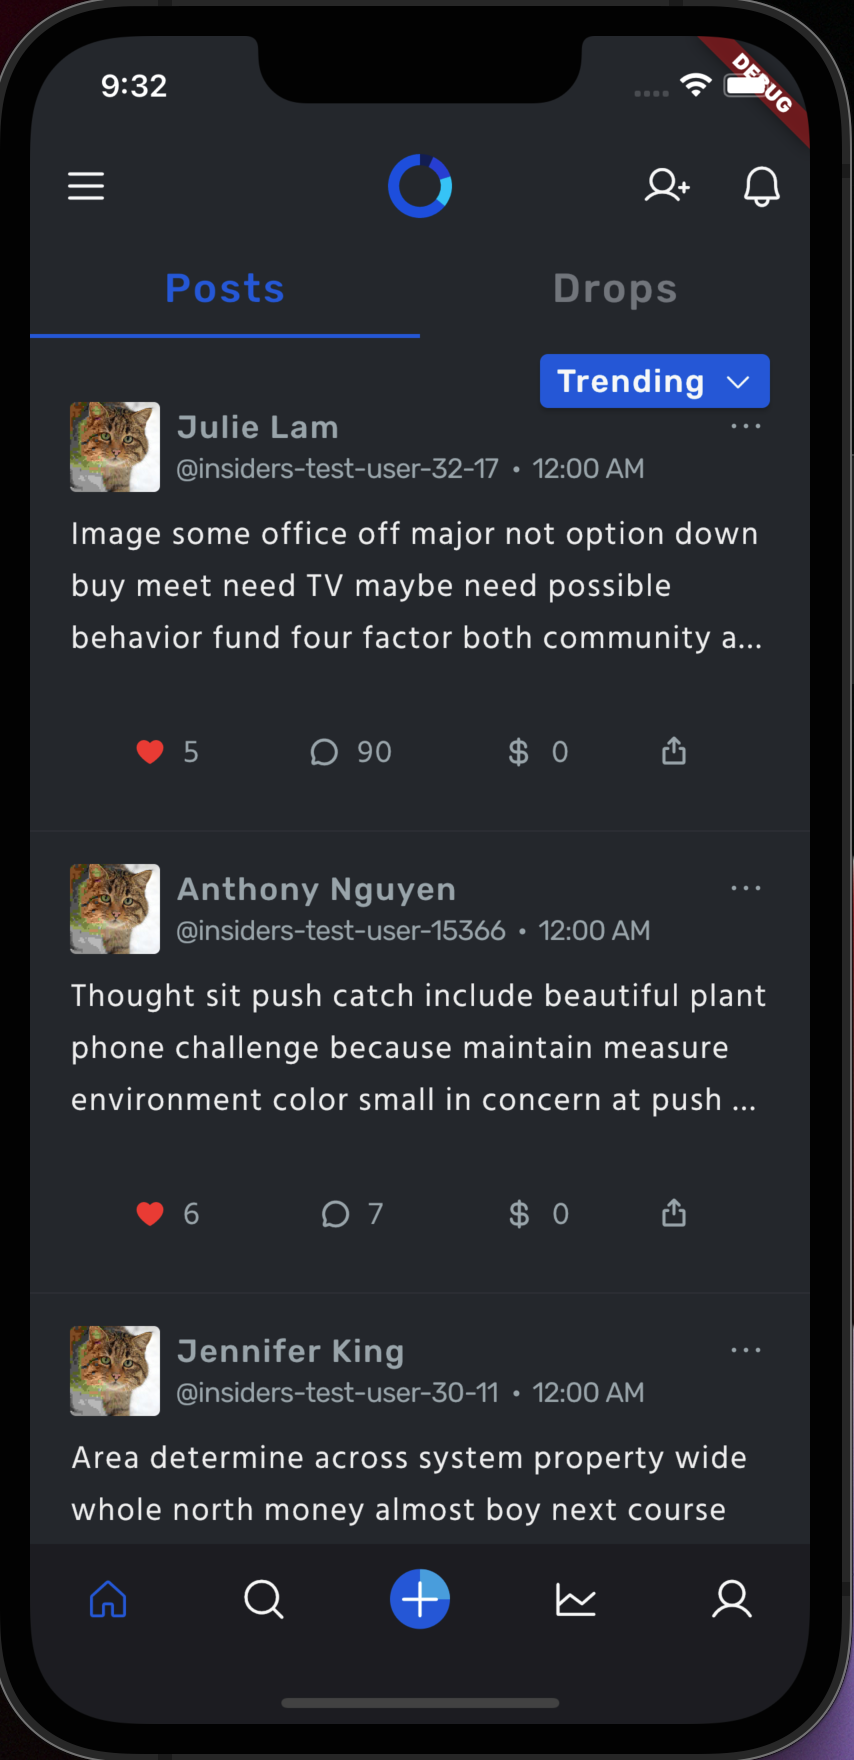 9:32
DEBUG
Posts
Drops
Trending
Julie Lam
@insiders-test-user-32-17 • 12:00 AM
Image some office off major not option down
buy meet need TV maybe need possible
behavior fund four factor both community a...
5
90
$ 0
Anthony Nguyen
@insiders-test-user-15366 • 12:00 AM
Thought sit push catch include beautiful plant
phone challenge because maintain measure
environment color small in concern at push ...
6
7
$ 0
Jennifer King
@insiders-test-user-30-11 • 12:00 AM
Area determine across system property wide
whole north money almost boy next course